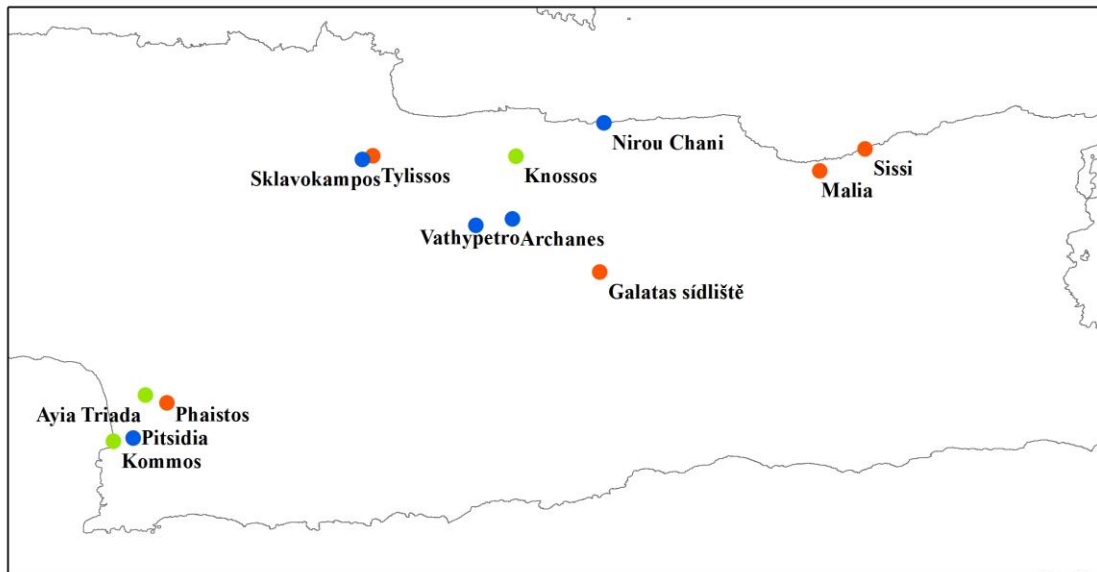 Nirou Chani
Sklavokampos
Tylissos
Knossos
Sissi
Malia
Vathypetro
Archanes
Galatas sídliště
Ayia Triada
Phaistos
Pitsidia
Kommos